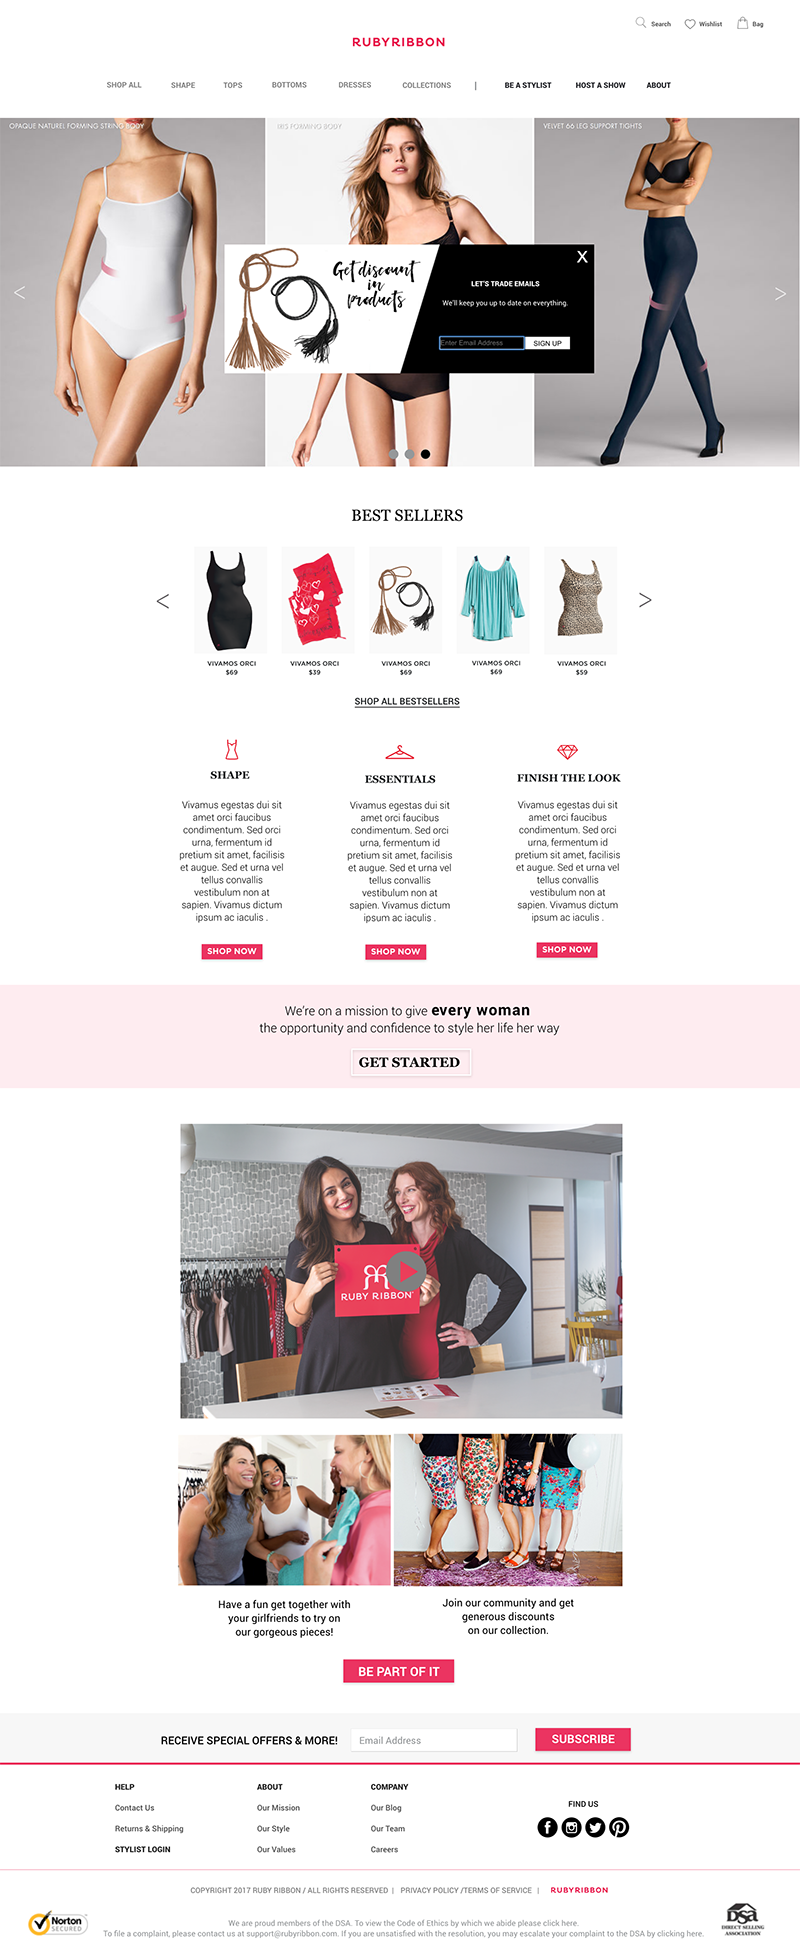 Search Wishlist Bag
RUBYRIBBON
SHOP ALL SHAPE TOPS BOTTOMS DRESSES COLLECTIONS | BE A STYLIST HOST A SHOW ABOUT
OPAQUE NATUREL FORMING STRING BODY
IRIS FORMING BODY
VELVET 66 LEG SUPPORT TIGHTS
< >
X
Get discount
in
products
LET'S TRADE EMAILS
We'll keep you up to date on everything.
Enter Email Address SIGN UP
BEST SELLERS
< >
VIVAMOS ORCI VIVAMOS ORCI VIVAMOS ORCI VIVAMOS ORCI VIVAMOS ORCI
$69 $39 $69 $69 $59
SHOP ALL BESTSELLERS
SHAPE
Vivamus egestas dui sit
amet orci faucibus
condimentum. Sed orci
urna, fermentum id
pretium sit amet, facilisis
et augue. Sed et urna vel
tellus convallis
vestibulum non at
sapien. Vivamus dictum
ipsum ac iaculis .
SHOP NOW
ESSENTIALS
Vivamus egestas dui sit
amet orci faucibus
condimentum. Sed orci
urna, fermentum id
pretium sit amet, facilisis
et augue. Sed et urna vel
tellus convallis
vestibulum non at
sapien. Vivamus dictum
ipsum ac iaculis .
SHOP NOW
FINISH THE LOOK
Vivamus egestas dui sit
amet orci faucibus
condimentum. Sed orci
urna, fermentum id
pretium sit amet, facilisis
et augue. Sed et urna vel
tellus convallis
vestibulum non at
sapien. Vivamus dictum
ipsum ac iaculis .
SHOP NOW
We're on a mission to give every woman
the opportunity and confidence to style her life her way
GET STARTED
RUBY RIBBON
Have a fun get together with
your girlfriends to try on
our gorgeous pieces!
Join our community and get
generous discounts
on our collection.
BE PART OF IT
RECEIVE SPECIAL OFFERS & MORE! Email Address SUBSCRIBE
HELP
Contact Us
Returns & Shipping
STYLIST LOGIN
ABOUT
Our Mission
Our Style
Our Values
COMPANY
Our Blog
Our Team
Careers
FIND US
COPYRIGHT 2017 RUBY RIBBON / ALL RIGHTS RESERVED | PRIVACY POLICY /TERMS OF SERVICE | RUBYRIBBON
Norton
SECURED
We are proud members of the DSA. To view the Code of Ethics by which we abide please click here.
To file a complaint, please contact us at support@rubyribbon.com. If you are unsatisfied with the resolution, you may escalate your complaint to the DSA by clicking here.
DSA
DIRECT SELLING
ASSOCIATION